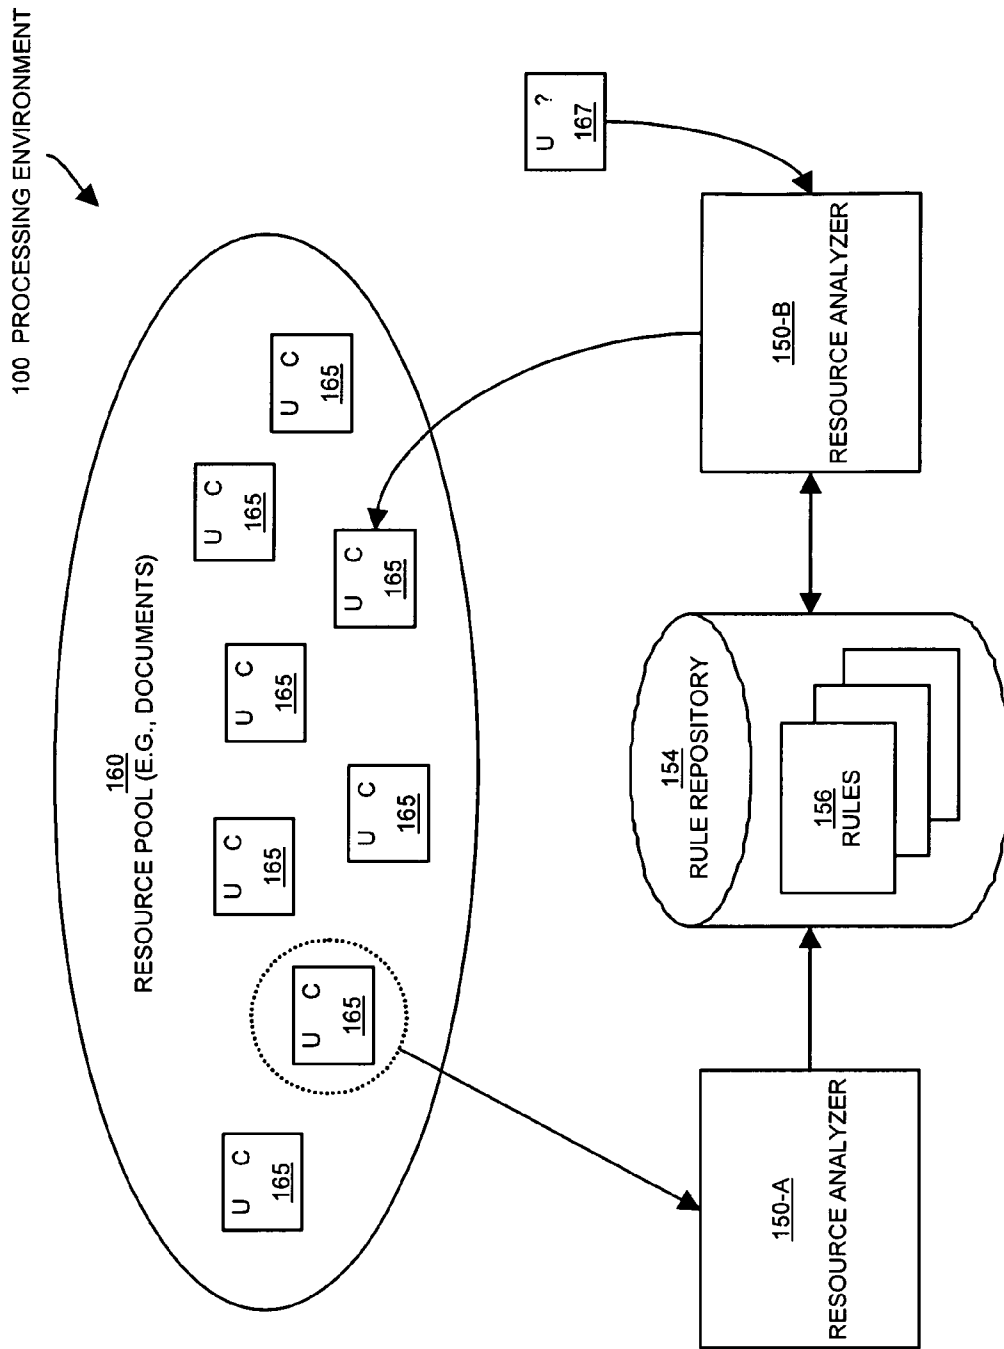 100 PROCESSING ENVIRONMENT
160
RESOURCE POOL (E.G., DOCUMENTS)
U C
165
U C
165
U C
165
U C
165
U C
165
U C
165
U C
165
U C
165
U ?
167
150-A
RESOURCE ANALYZER
154
RULE REPOSITORY
156
RULES
150-B
RESOURCE ANALYZER